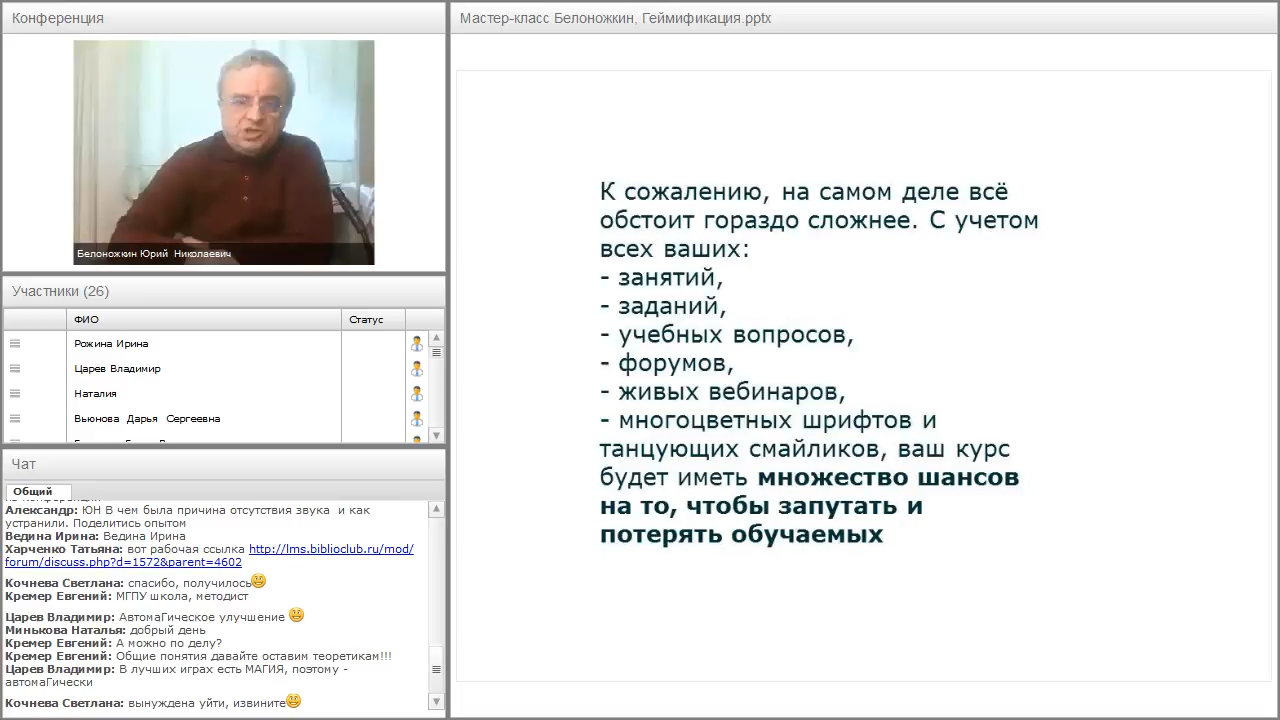 Конференция
Белоножкин Юрий Николаевич
Участники (26)
ФИО Статус
Рожина Ирина
Царев Владимир
Наталия
Вьюнова Дарья Сергеевна
Чат
Общий
Александр: ЮН В чем была причина отсутствия звука и как
устранили. Поделитись опытом
Ведина Ирина: Ведина Ирина
Харченко Татьяна: вот рабочая ссылка http://lms.biblioclub.ru/mod/
forum/discuss.php?d=1572&parent=4602
Кочнева Светлана: спасибо, получилось
Кремер Евгений: МГПУ школа, методист
Царев Владимир: АвтомаГическое улучшение
Минькова Наталья: добрый день
Кремер Евгений: А можно по делу?
Кремер Евгений: Общие понятия давайте оставим теоретикам!!!
Царев Владимир: В лучших играх есть МАГИЯ, поэтому -
автомаГически
Кочнева Светлана: вынуждена уйти, извините
Мастер-класс Белоножкин, Геймификация.pptx
К сожалению, на самом деле всё
обстоит гораздо сложнее. С учетом
всех ваших:
- занятий,
- заданий,
- учебных вопросов,
- форумов,
- живых вебинаров,
- многоцветных шрифтов и
танцующих смайликов, ваш курс
будет иметь множество шансов
на то, чтобы запутать и
потерять обучаемых